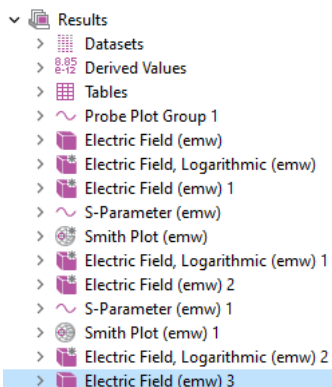 Results
Datasets
8.85
e-12 Derived Values
Tables
Probe Plot Group 1
Electric Field (emw)
Electric Field, Logarithmic (emw)
Electric Field (emw) 1
S-Parameter (emw)
Smith Plot (emw)
Electric Field, Logarithmic (emw) 1
Electric Field (emw) 2
S-Parameter (emw) 1
Smith Plot (emw) 1
Electric Field, Logarithmic (emw) 2
Electric Field (emw) 3